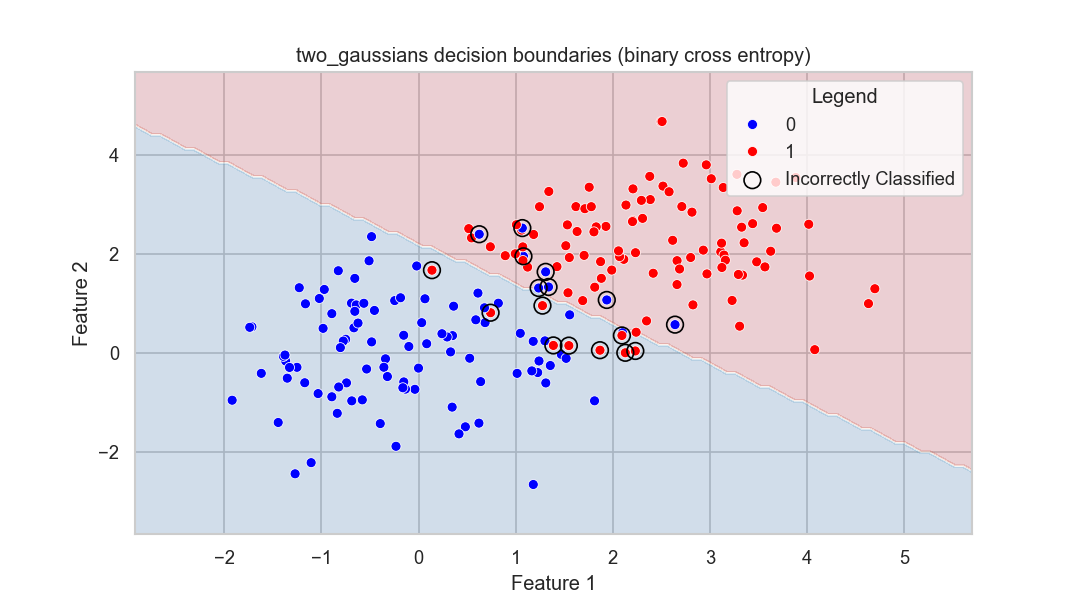 two_gaussians decision boundaries (binary cross entropy)
Legend
0
1
Incorrectly Classified
Feature 2
4
2
0
−2
−2
−1
0
1
2
3
4
5
Feature 1